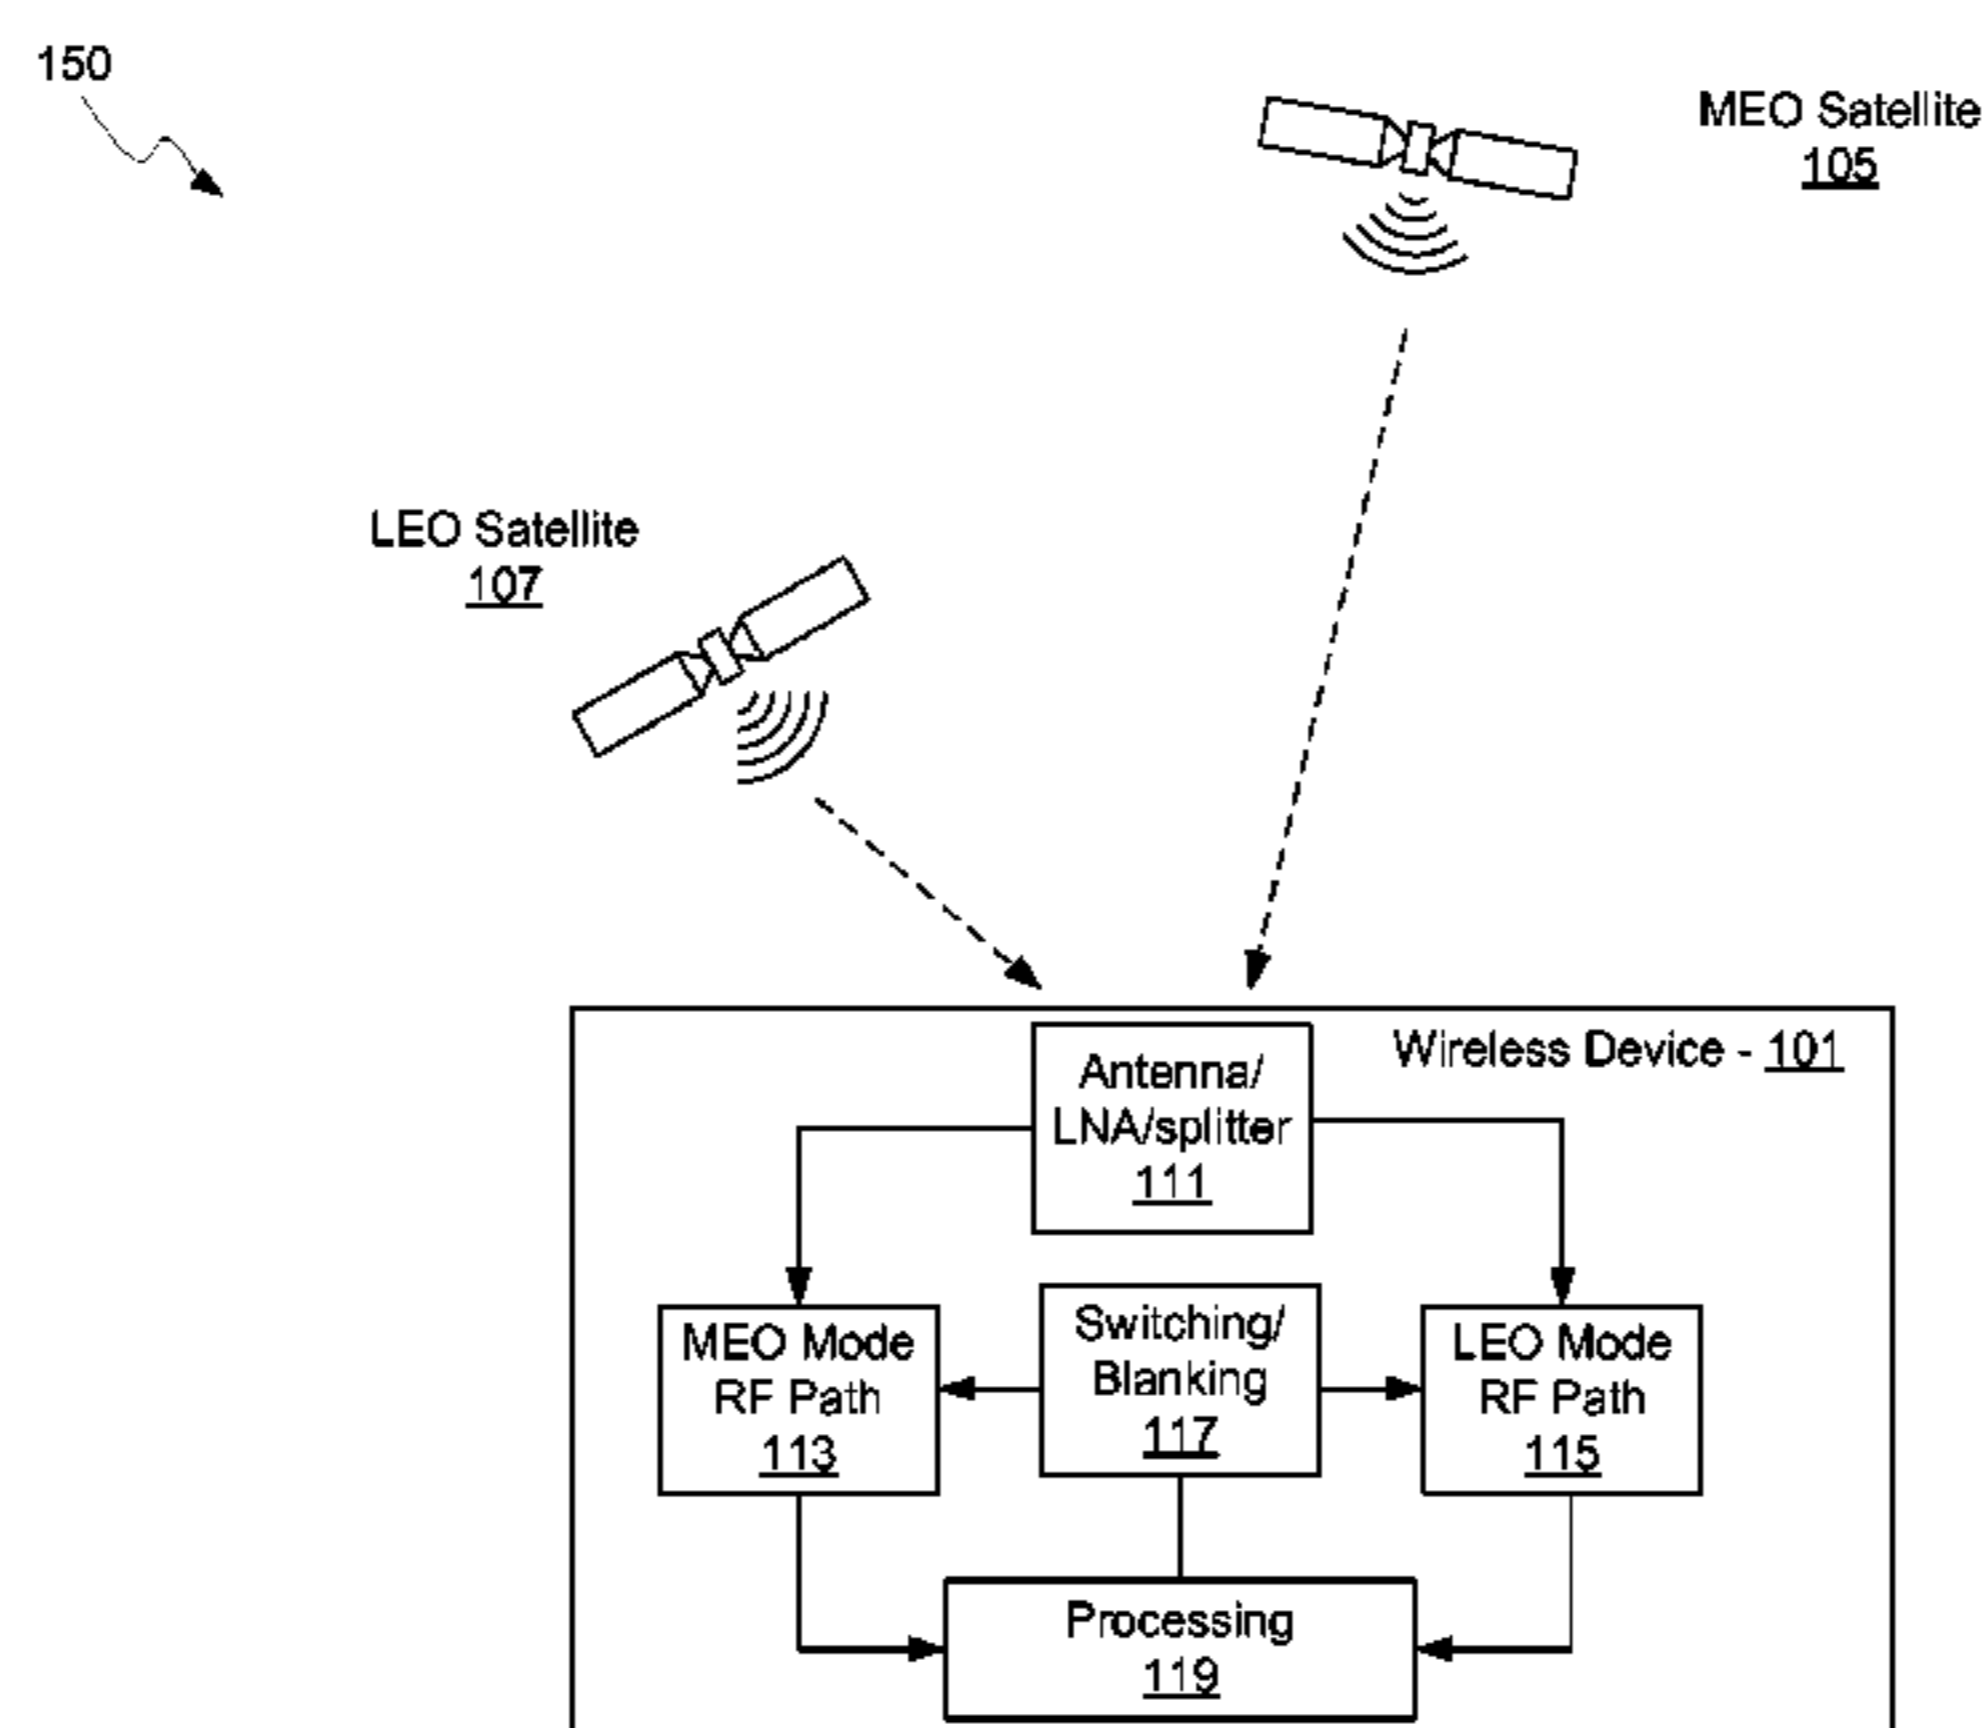 150
MEO Satellite
105
LEO Satellite
107
Wireless Device - 101
Antenna/
LNA/splitter
111
MEO Mode
RF Path
113
Switching/
Blanking
117
LEO Mode
RF Path
115
Processing
119